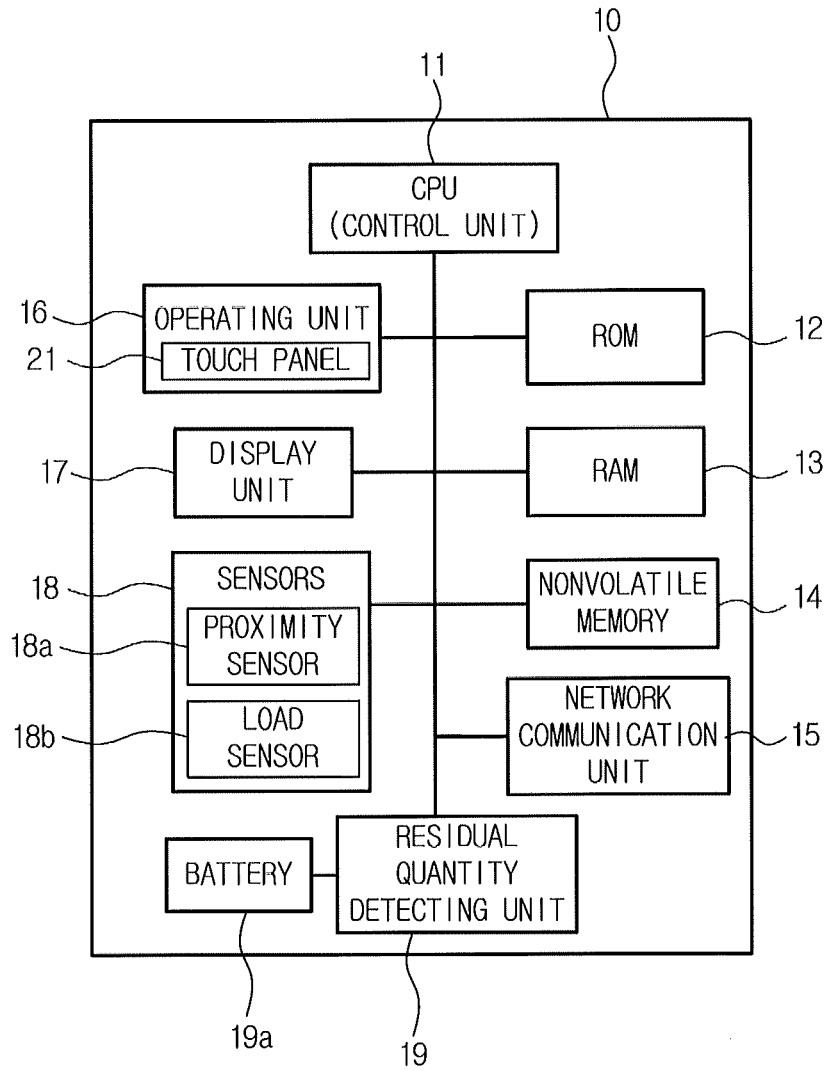 10
11
CPU
(CONTROL UNIT)
16
OPERATING UNIT
21
TOUCH PANEL
ROM
12
17
DISPLAY
UNIT
RAM
13
18
SENSORS
18a
PROXIMITY
SENSOR
18b
LOAD
SENSOR
NONVOLATILE
MEMORY
14
NETWORK
COMMUNICATION
UNIT
15
BATTERY
RESIDUAL
QUANTITY
DETECTING UNIT
19a
19